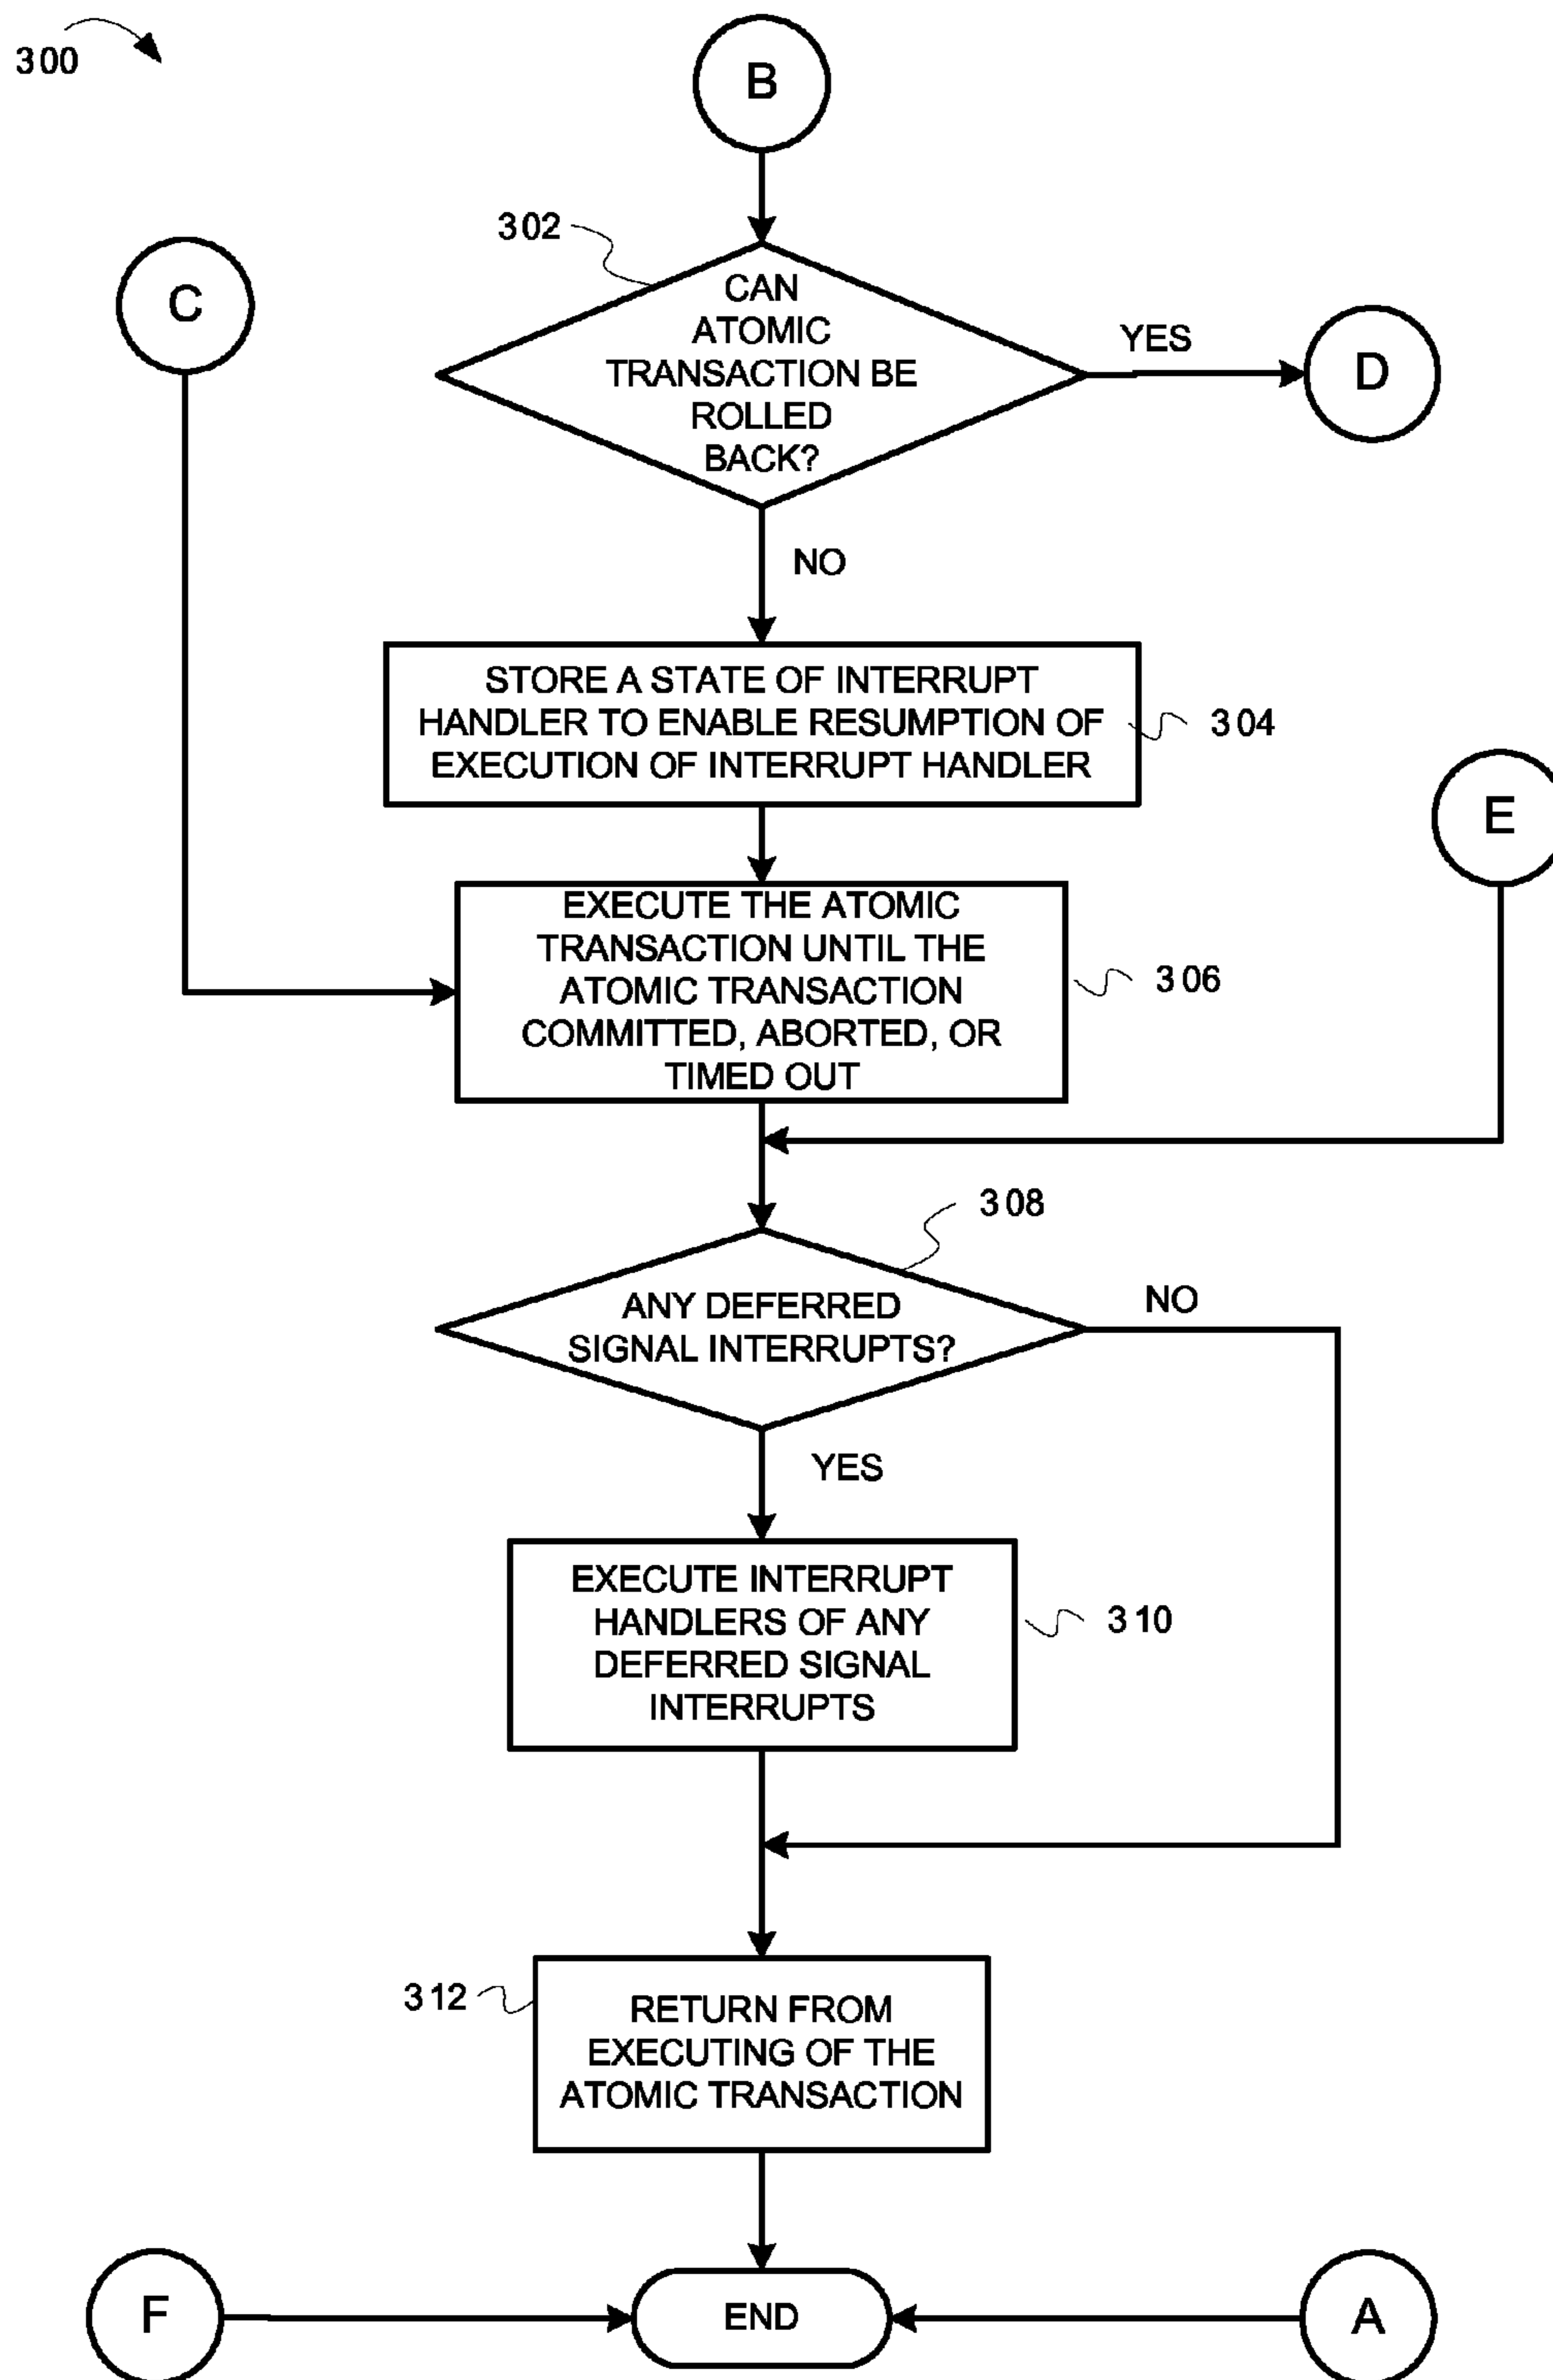 300
B
302
C
CAN
ATOMIC
TRANSACTION BE
ROLLED
BACK?
YES
D
NO
STORE A STATE OF INTERRUPT
HANDLER TO ENABLE RESUMPTION OF
EXECUTION OF INTERRUPT HANDLER
304
E
EXECUTE THE ATOMIC
TRANSACTION UNTIL THE
ATOMIC TRANSACTION
COMMITTED, ABORTED, OR
TIMED OUT
306
308
ANY DEFERRED
SIGNAL INTERRUPTS?
NO
YES
EXECUTE INTERRUPT
HANDLERS OF ANY
DEFERRED SIGNAL
INTERRUPTS
310
312
RETURN FROM
EXECUTING OF THE
ATOMIC TRANSACTION
F
END
A